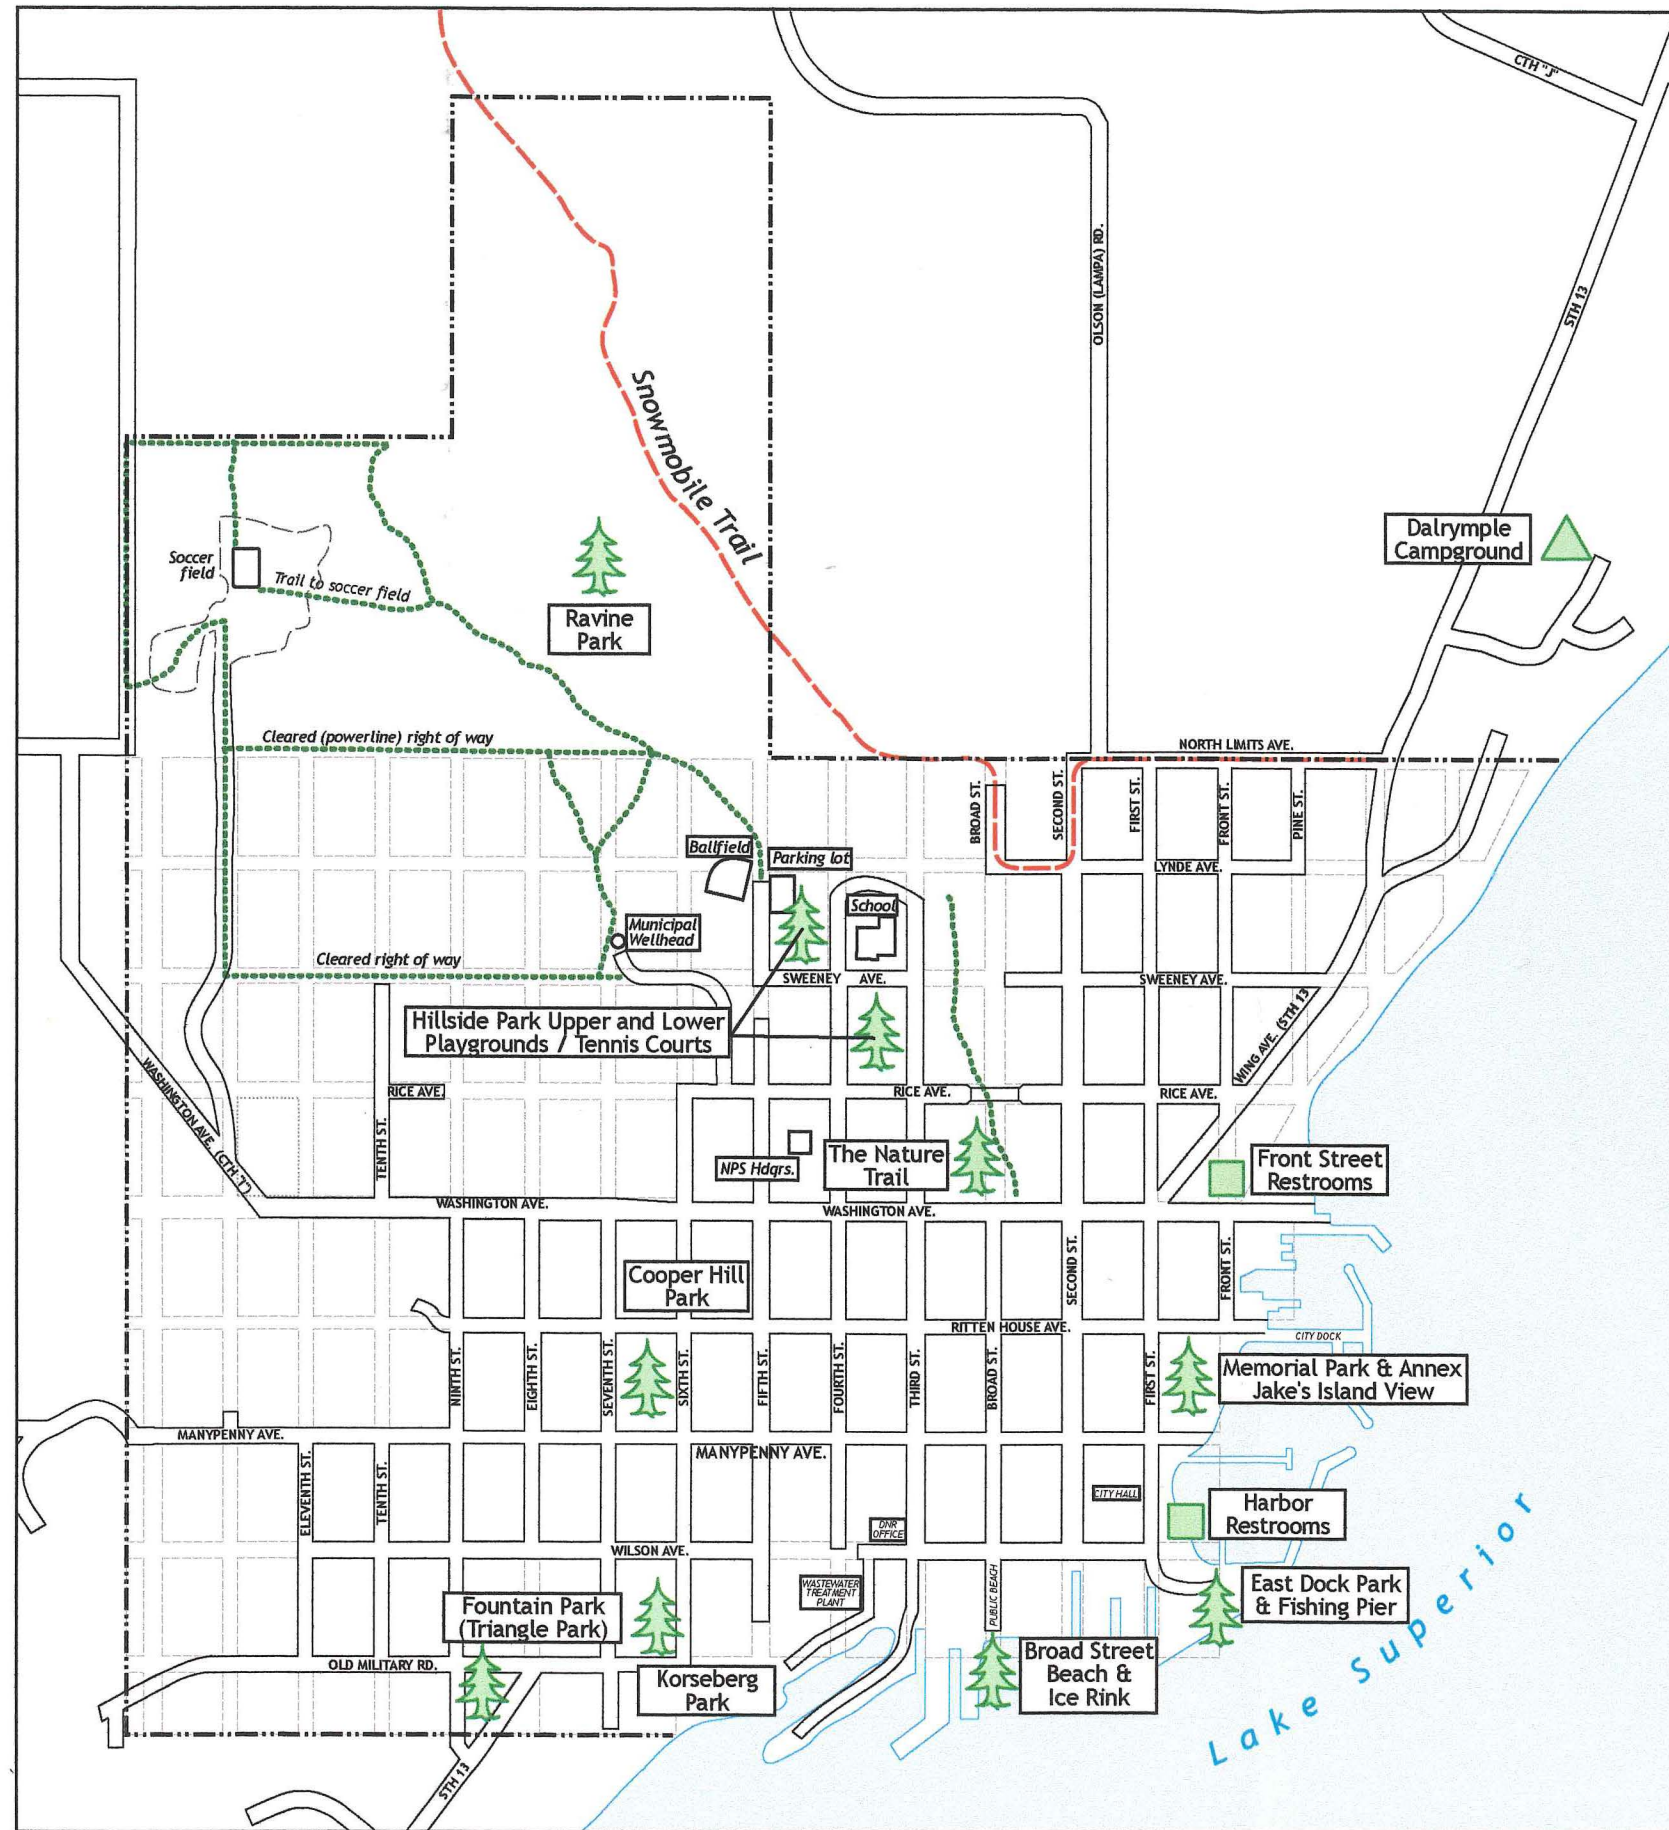 CTH "J"
STH 13
OLSON (LAMPA) RD.
Snowmobile Trail
Dalrymple
Campground
Soccer
field
Trail to soccer field
Ravine
Park
Cleared (powerline) right of way
NORTH LIMITS AVE.
BROAD ST.
SECOND ST.
FIRST ST.
FRONT ST.
PINE ST.
Ballfield
Parking lot
LYNDE AVE.
School
Municipal
Wellhead
Cleared right of way
SWEENEY AVE.
SWEENEY AVE.
Hillside Park Upper and Lower
Playgrounds / Tennis Courts
WING AVE. (STH 13
WASHINGTON AVE. (CTH "C")
RICE AVE.
RICE AVE.
RICE AVE.
TENTH ST.
NPS Hdqrs.
The Nature
Trail
Front Street
Restrooms
WASHINGTON AVE.
WASHINGTON AVE.
SECOND ST.
FRONT ST.
Cooper Hill
Park
RITTEN HOUSE AVE.
CITY DOCK
NINTH ST.
EIGHTH ST.
SEVENTH ST.
SIXTH ST.
FIFTH ST.
FOURTH ST.
THIRD ST.
BROAD ST.
FIRST ST.
Memorial Park & Annex
Jake's Island View
MANYPENNY AVE.
MANYPENNY AVE.
ELEVENTH ST.
TENTH ST.
CITY HALL
Harbor
Restrooms
DNR
OFFICE
WILSON AVE.
WASTEWATER
TREATMENT
PLANT
PUBLIC BEACH
East Dock Park
& Fishing Pier
Fountain Park
(Triangle Park)
OLD MILITARY RD.
Korseberg
Park
Broad Street
Beach &
Ice Rink
Lake Superior
STH 13